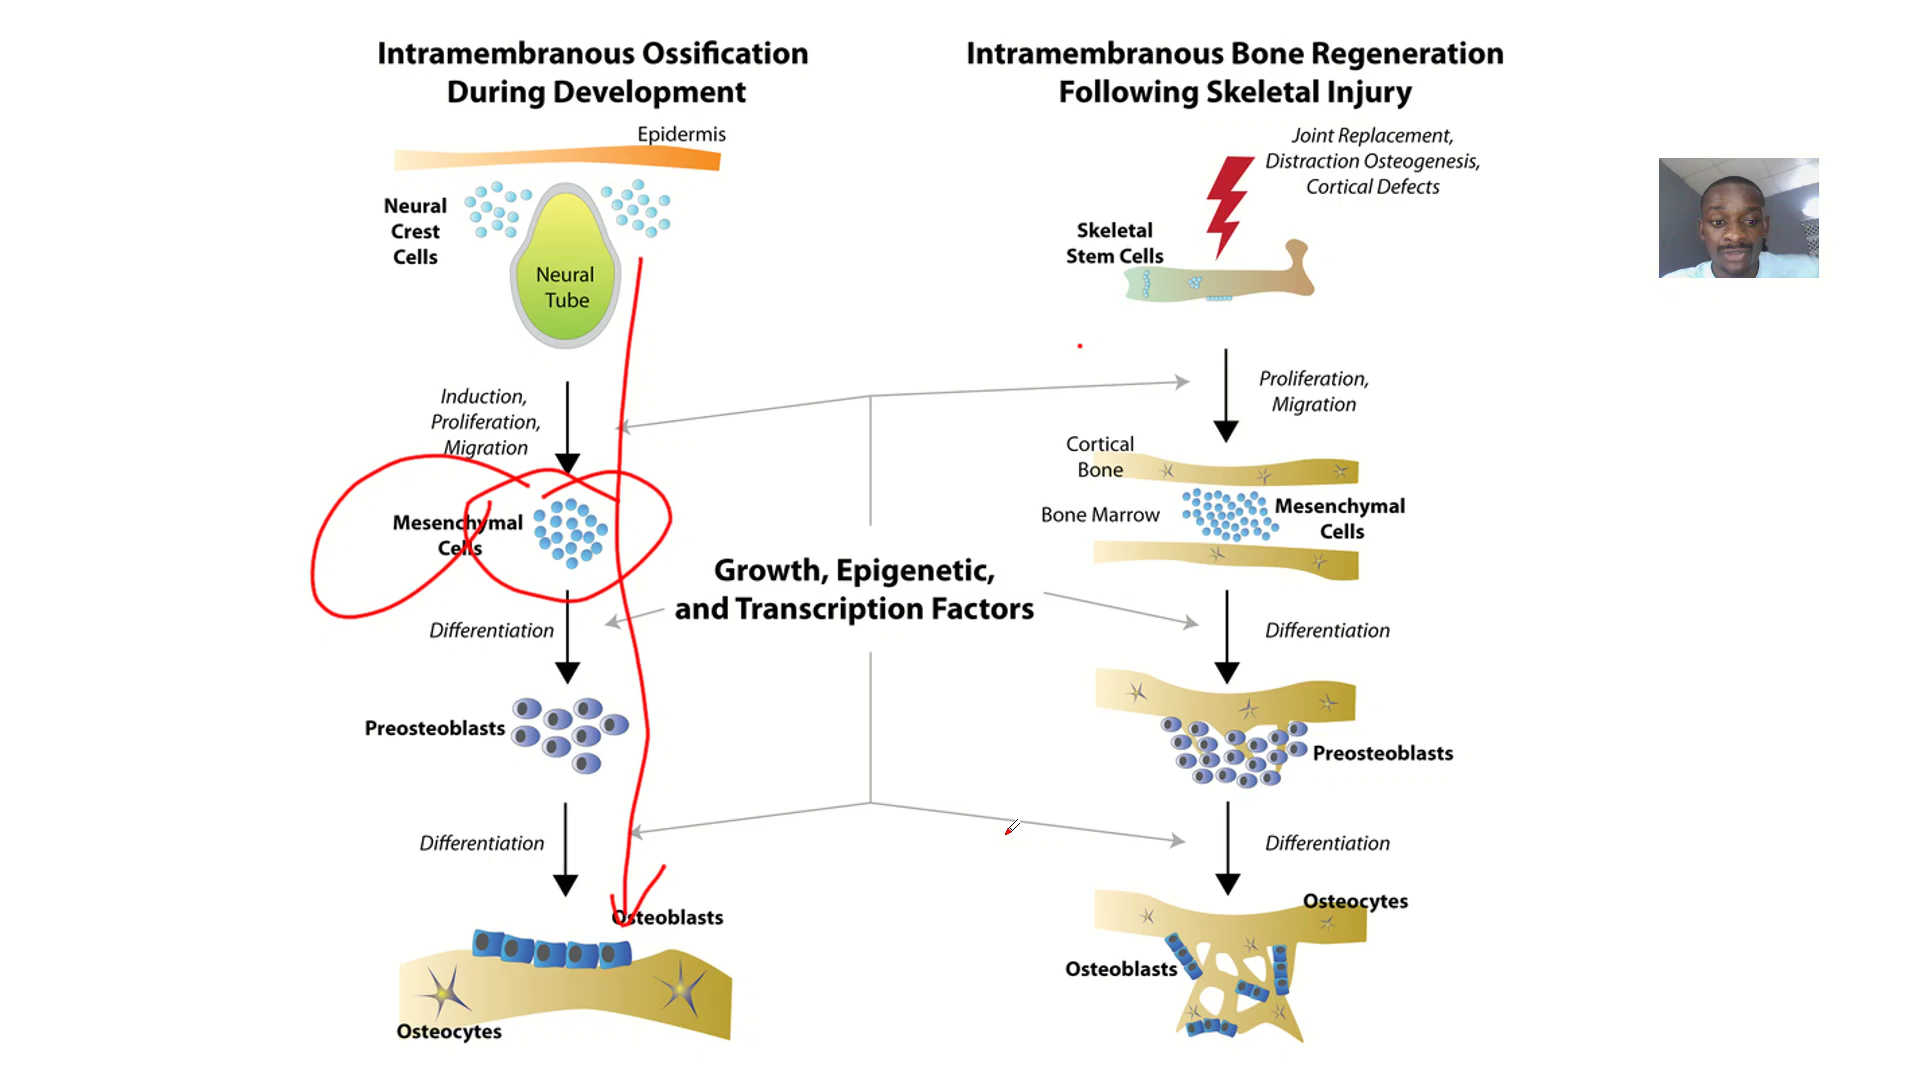 Intramembranous Ossification
During Development
Epidermis
Neural
Crest
Cells
Neural
Tube
Induction,
Proliferation,
Migration
Mesenchymal
Cells
Differentiation
Preosteoblasts
Differentiation
Osteoblasts
Osteocytes
Growth, Epigenetic,
and Transcription Factors
Intramembranous Bone Regeneration
Following Skeletal Injury
Joint Replacement,
Distraction Osteogenesis,
Cortical Defects
Skeletal
Stem Cells
Proliferation,
Migration
Cortical
Bone
Bone Marrow
Mesenchymal
Cells
Differentiation
Preosteoblasts
Differentiation
Osteocytes
Osteoblasts